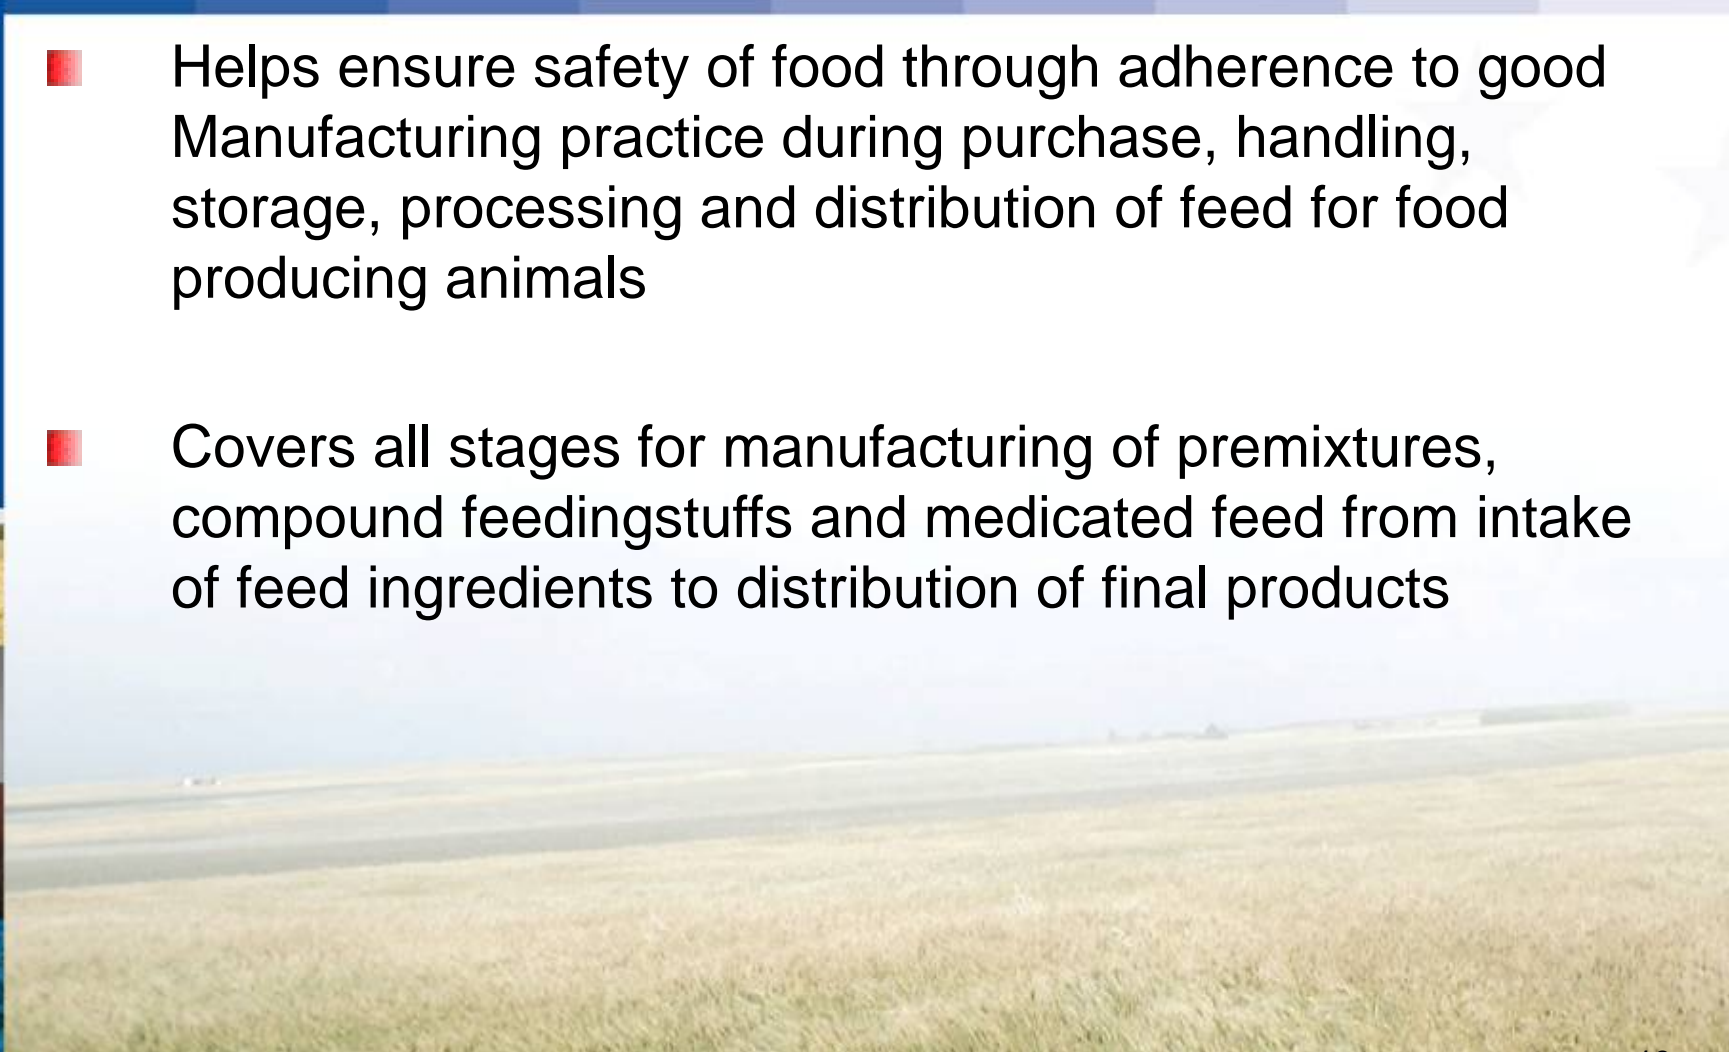 Helps ensure safety of food through adherence to good
Manufacturing practice during purchase, handling,
storage, processing and distribution of feed for food
producing animals
Covers all stages for manufacturing of premixtures,
compound feedingstuffs and medicated feed from intake
of feed ingredients to distribution of final products